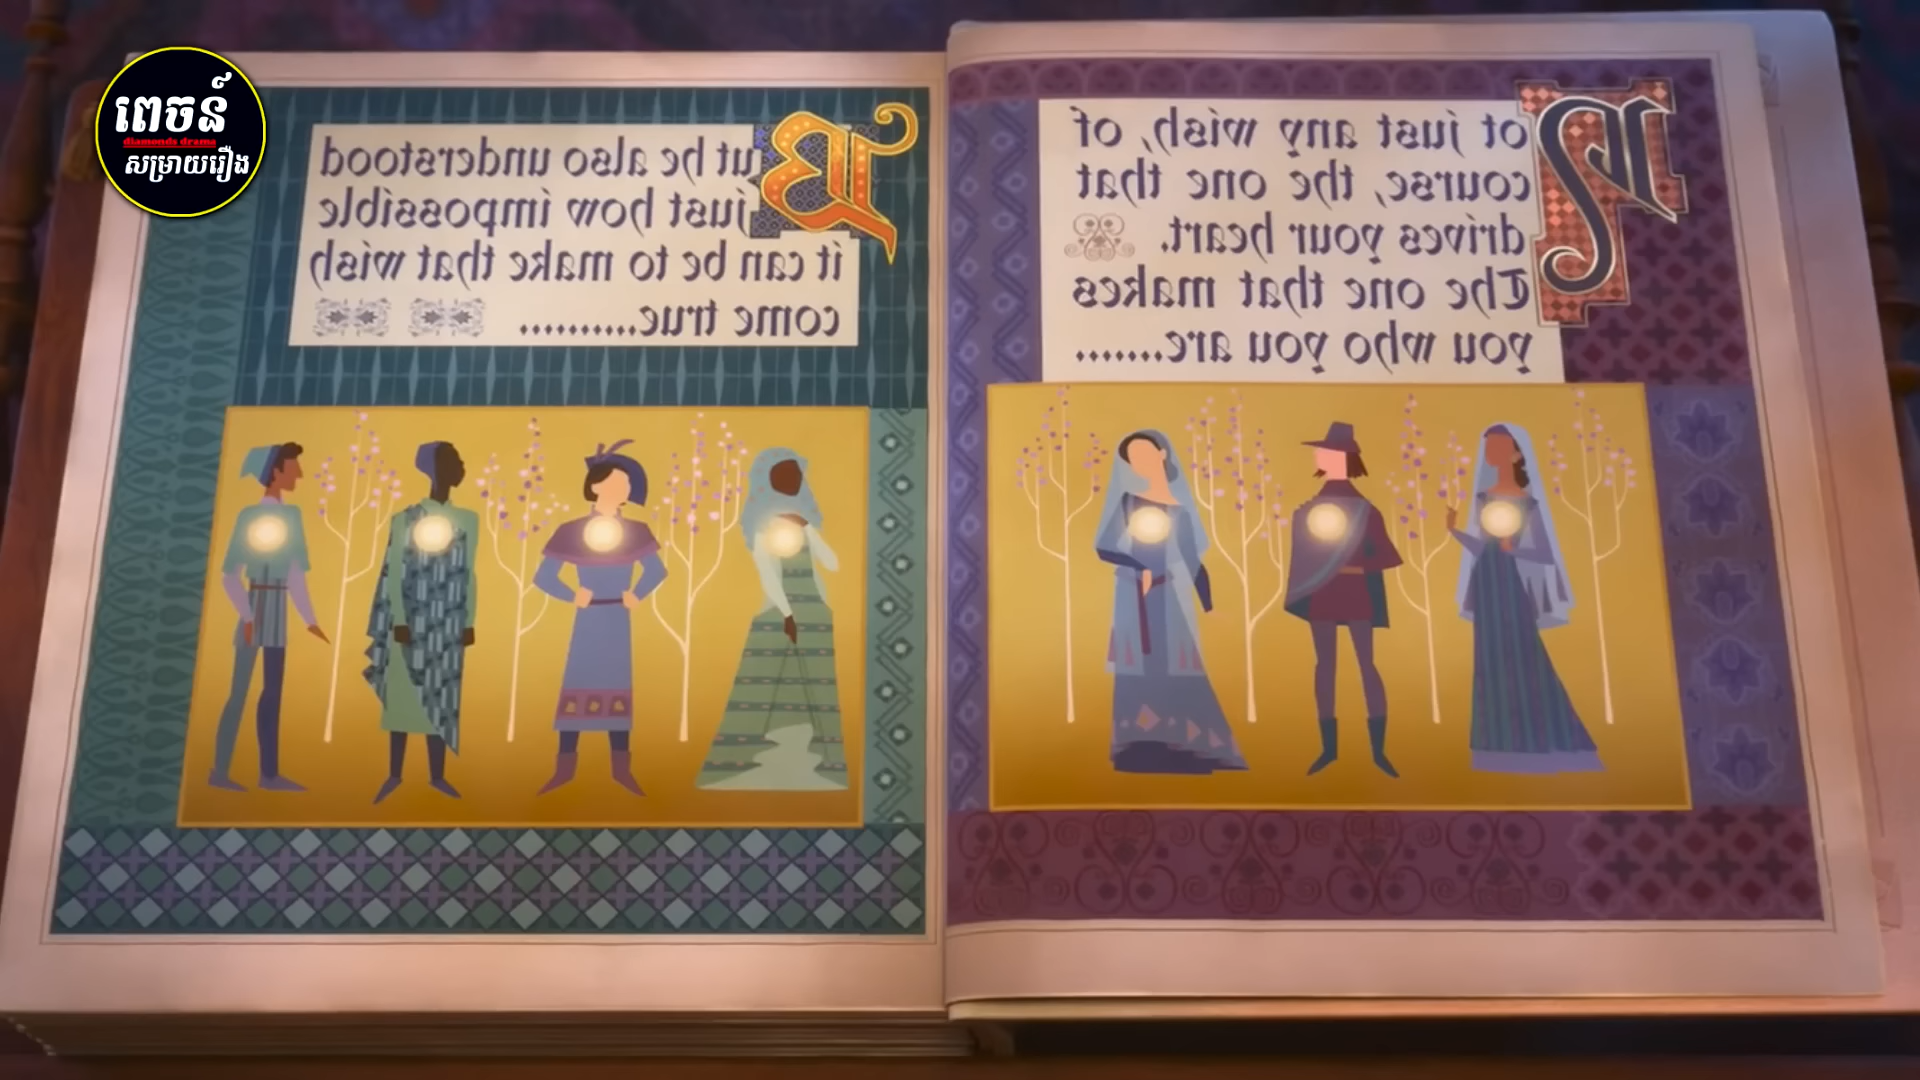 ពេចន៍
diamonds drama
សម្រាយរឿង
Not just any wish, of
course, the one that
drives your heart.
The one that makes
you who you are.......
But he also understood
just how impossible
it can be to make that wish
come true..........